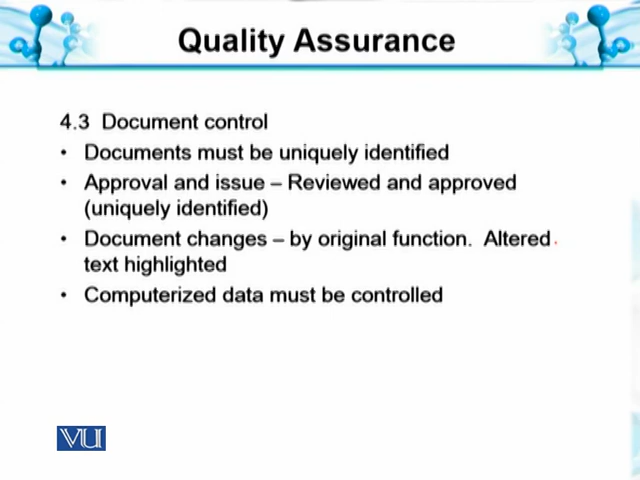 Quality Assurance
4.3 Document control
• Documents must be uniquely identified
• Approval and issue – Reviewed and approved
(uniquely identified)
• Document changes – by original function. Altered
text highlighted
• Computerized data must be controlled
VU